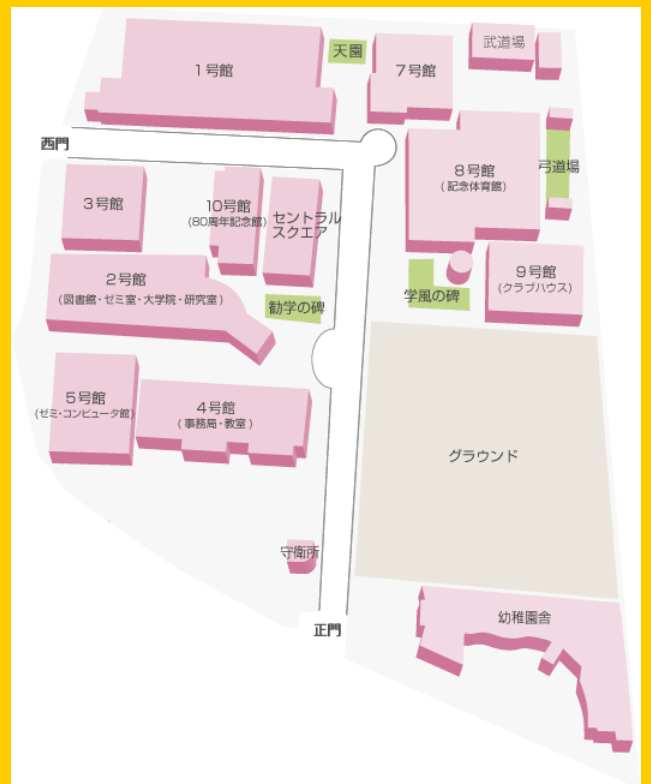 武道場
天園
1号館
7号館
西門
弓道場
8号館
(記念体育館)
3号館
10号館
(80周年記念館)
セントラル
スクエア
2号館
(図書館・ゼミ室・大学院・研究室)
9号館
(クラブハウス)
学風の碑
勧学の碑
5号館
(ゼミ・コンピュータ館)
4号館
(事務局・教室)
グラウンド
守衛所
幼稚園舎
正門